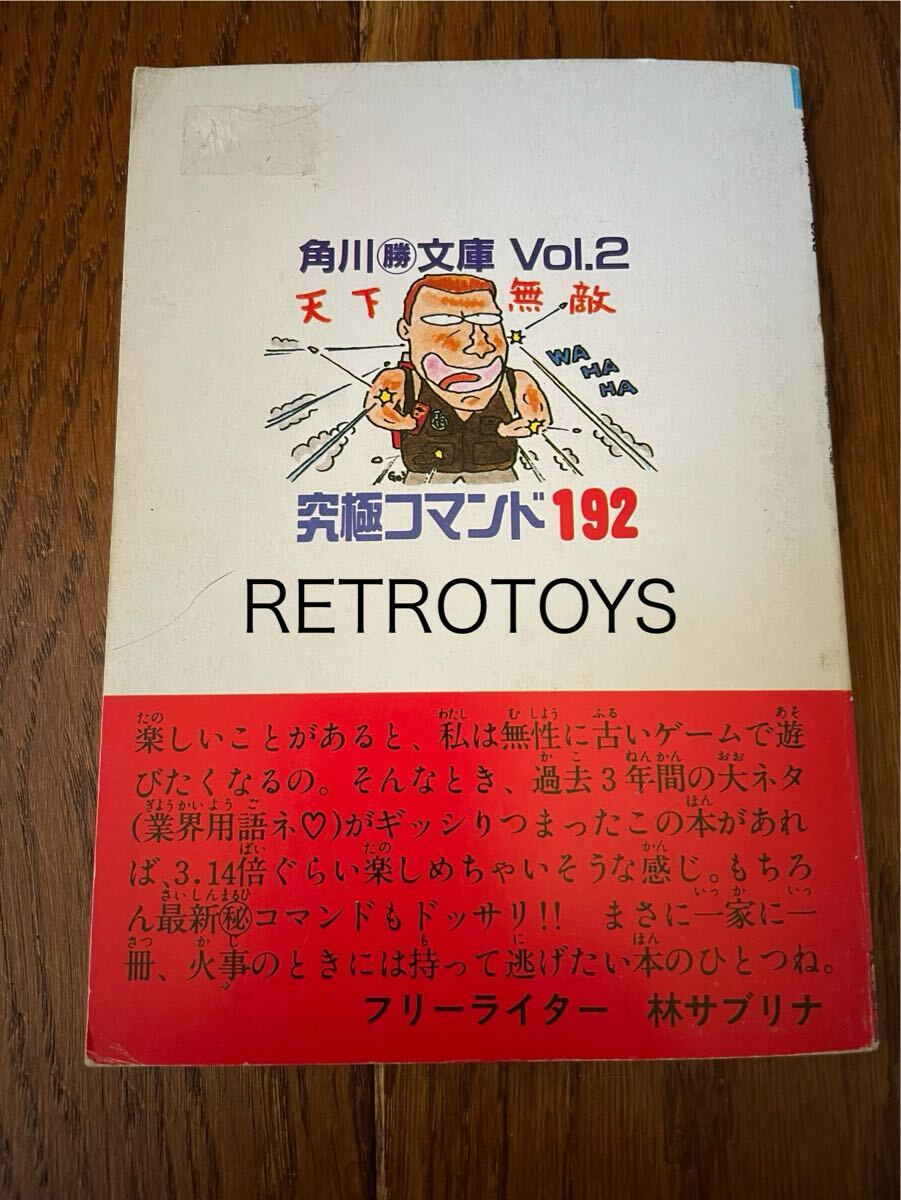 角川㊝文庫 Vol.2
天下無敵
WA HA HA
Goy
究極コマンド192
RETROTOYS
楽しいことがあると、私は無性に古いゲームで遊
びたくなるの。そんなとき、過去3年間の大ネタ
(業界用語ネ♡)がギッシりつまったこの本があれ
ば、3.14倍ぐらい楽しめちゃいそうな感じ。もちろ
ん最新㊙コマンドもドッサリ!! まさに一家に一
冊、火事のときには持って逃げたい本のひとつね。
フリーライター 林サブリナ